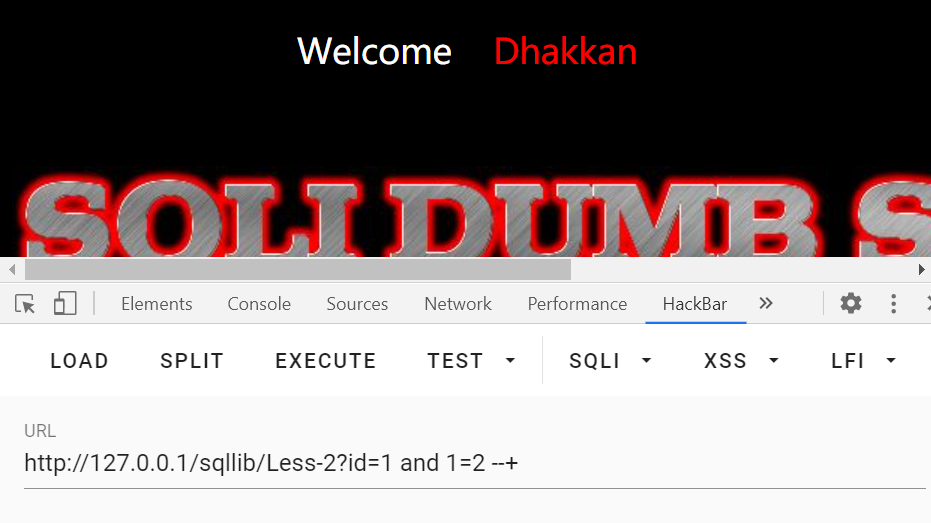 Welcome Dhakkan
SQLI DUMB S
Elements Console Sources Network Performance HackBar »
LOAD SPLIT EXECUTE TEST SQLI XSS LFI
URL
http://127.0.0.1/sqllib/Less-2?id=1 and 1=2 --+